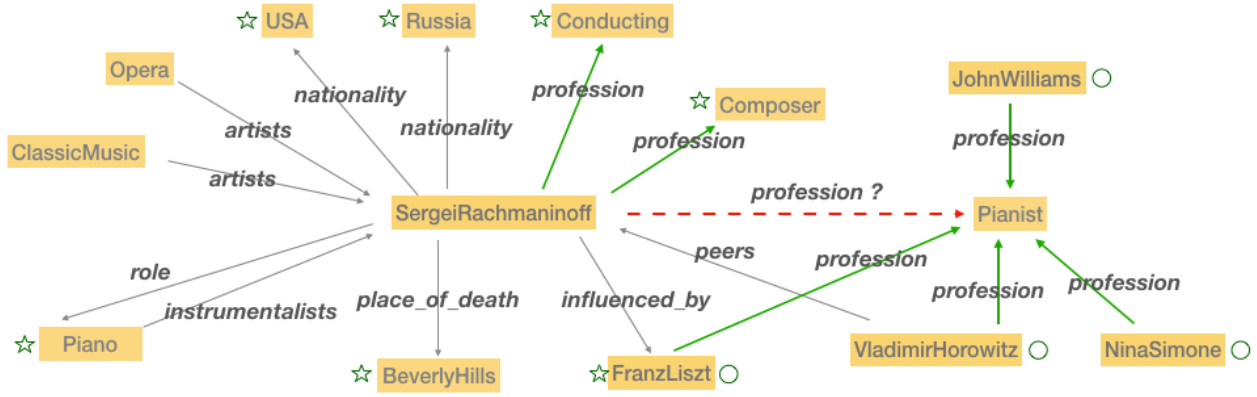 USA
Russia
Conducting
Opera
JohnWilliams
nationality
profession
Composer
artists
nationality
profession
profession
ClassicMusic
artists
profession ?
SergeiRachmaninoff
Pianist
peers
profession
role
place_of_death
influenced_by
profession
profession
instrumentalists
Piano
VladimirHorowitz
NinaSimone
BeverlyHills
FranzLiszt